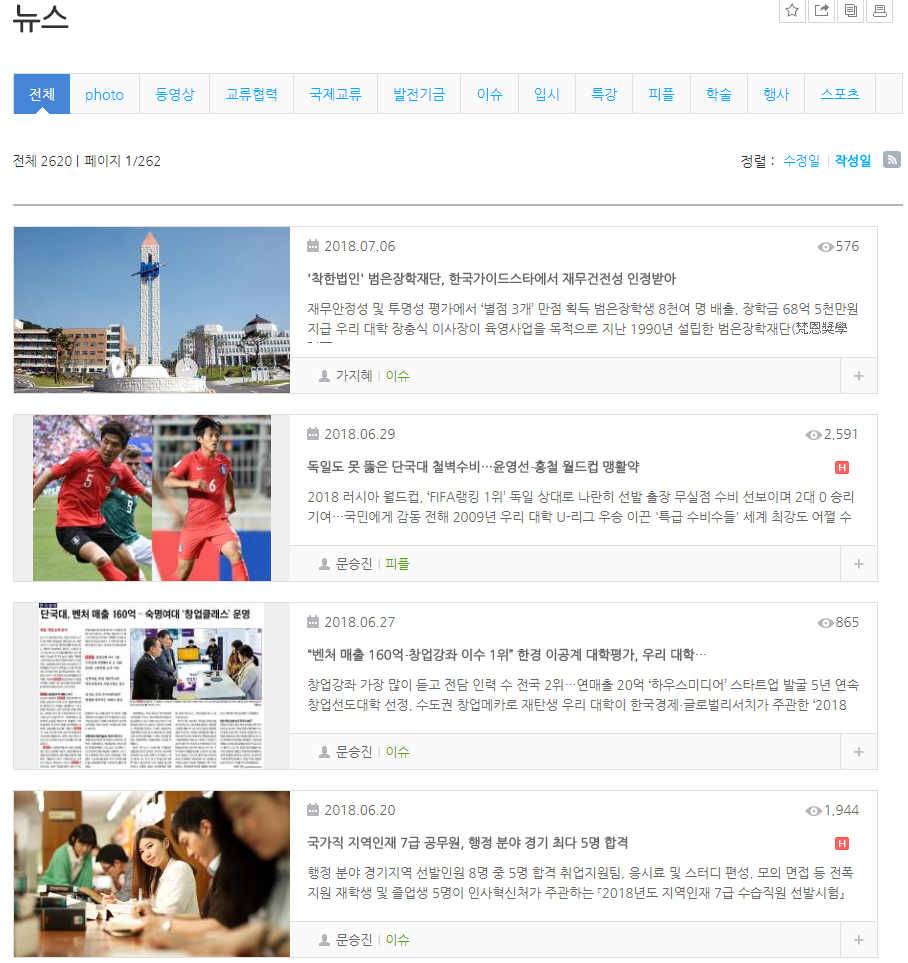 뉴스
전체 photo 동영상 교류협력 국제교류 발전기금 이슈 입시 특강 피플 학술 행사 스포츠
전체 2620 | 페이지 1/262
정렬 : 수정일 | 작성일
2018.07.06 576
'착한법인' 범은장학재단, 한국가이드스타에서 재무건전성 인정받아
재무안정성 및 투명성 평가에서 ‘별점 3개’ 만점 획득 범은장학생 8천여 명 배출, 장학금 68억 5천만원
지급 우리 대학 장충식 이사장이 육영사업을 목적으로 지난 1990년 설립한 범은장학재단(梵恩獎學
가지혜 | 이슈
2018.06.29 2,591
독일도 못 뚫은 단국대 철벽수비…윤영선·홍철 월드컵 맹활약 H
2018 러시아 월드컵, ‘FIFA랭킹 1위’ 독일 상대로 나란히 선발 출장 무실점 수비 선보이며 2대 0 승리
기여…국민에게 감동 전해 2009년 우리 대학 U-리그 우승 이끈 '특급 수비수들' 세계 최강도 어쩔 수
문승진 | 피플
단국대, 벤처 매출 160억 … 숙명여대 '창업클래스' 운영
2018.06.27 865
“벤처 매출 160억·창업강좌 이수 1위” 한경 이공계 대학평가, 우리 대학…
창업강좌 가장 많이 듣고 전담 인력 수 전국 2위…연매출 20억 ‘하우스미디어’ 스타트업 발굴 5년 연속
창업선도대학 선정, 수도권 창업메카로 재탄생 우리 대학이 한국경제·글로벌리서치가 주관한 ‘2018
문승진 | 이슈
2018.06.20 1,944
국가직 지역인재 7급 공무원, 행정 분야 경기 최다 5명 합격 H
행정 분야 경기지역 선발인원 8명 중 5명 합격 취업지원팀, 응시료 및 스터디 편성, 모의 면접 등 전폭
지원 재학생 및 졸업생 5명이 인사혁신처가 주관하는 「2018년도 지역인재 7급 수습직원 선발시험」
문승진 | 이슈